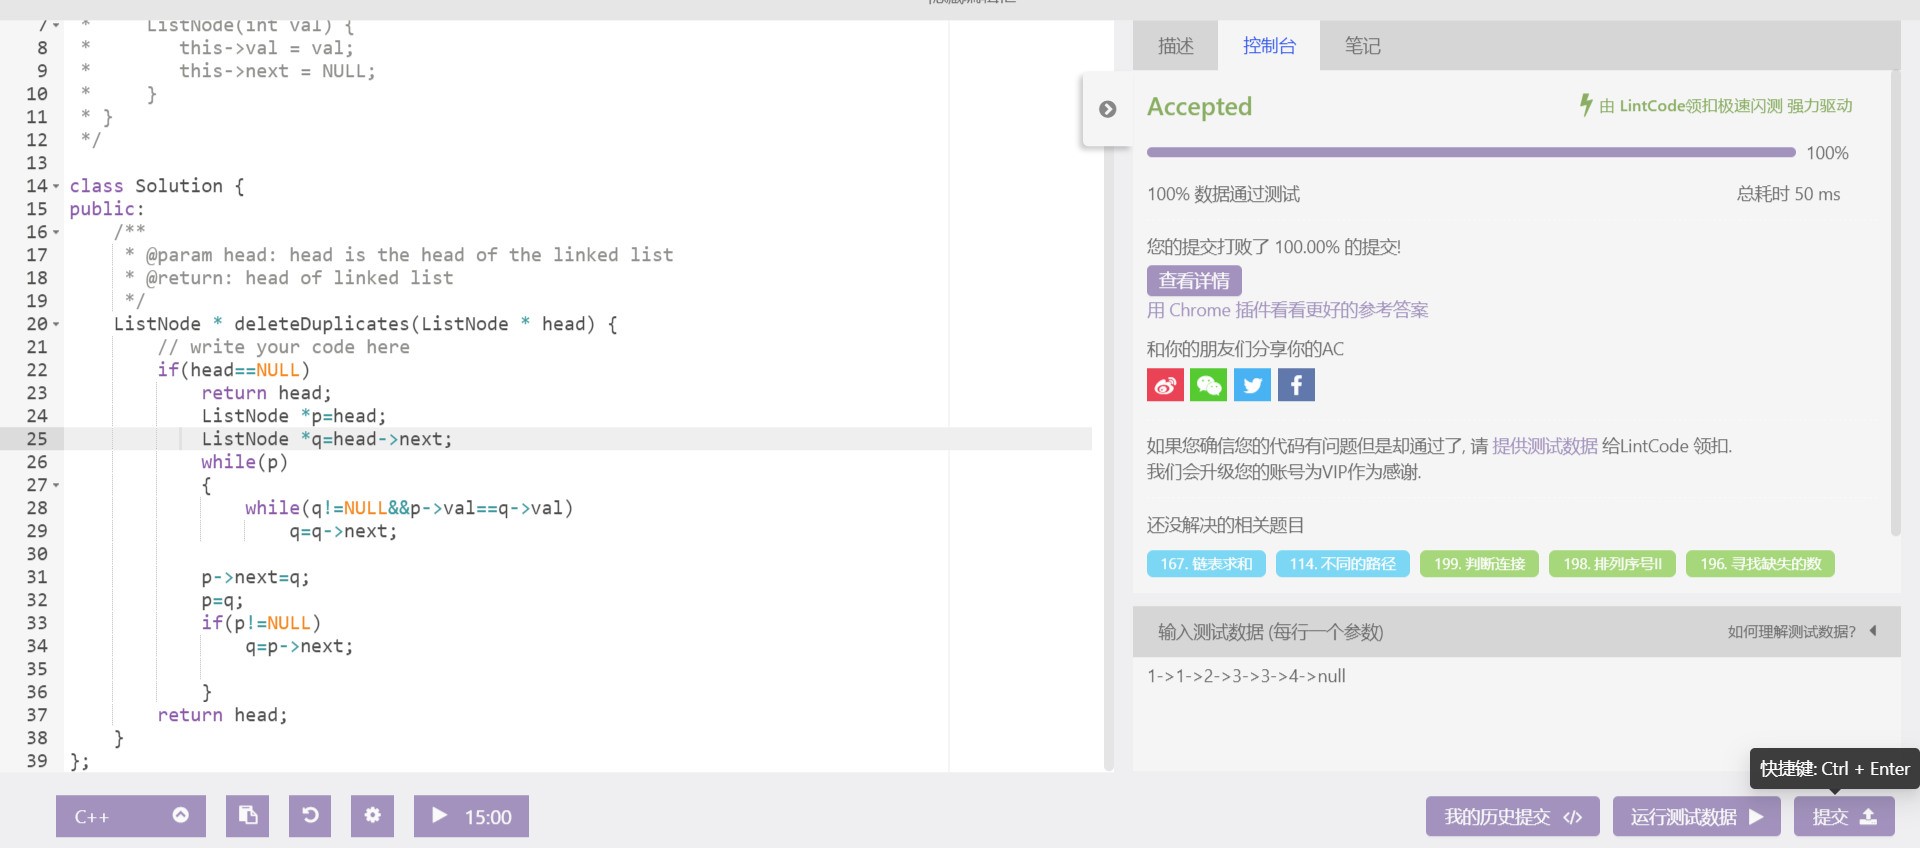 7 *     ListNode(int val) {
8 *        this->val = val;
9 *        this->next = NULL;
10 *     }
11 * }
12 */
13
14 class Solution {
15 public:
16     /**
17      * @param head: head is the head of the linked list
18      * @return: head of linked list
19      */
20     ListNode * deleteDuplicates(ListNode * head) {
21         // write your code here
22         if(head==NULL)
23             return head;
24             ListNode *p=head;
25             ListNode *q=head->next;
26             while(p)
27             {
28                 while(q!=NULL&&p->val==q->val)
29                     q=q->next;
30
31             p->next=q;
32             p=q;
33             if(p!=NULL)
34                 q=p->next;
35
36             }
37         return head;
38     }
39 };
C++
15:00
描述 控制台 笔记
Accepted 由 LintCode领扣极速闪测 强力驱动
100%
100% 数据通过测试 总耗时 50 ms
您的提交打败了 100.00% 的提交!
查看详情
用 Chrome 插件看看更好的参考答案
和你的朋友们分享你的AC
如果您确信您的代码有问题但是却通过了, 请 提供测试数据 给LintCode 领扣.
我们会升级您的账号为VIP作为感谢.
还没解决的相关题目
167. 链表求和 114. 不同的路径 199. 判断连接 198. 排列序号II 196. 寻找缺失的数
输入测试数据 (每行一个参数) 如何理解测试数据?
1->1->2->3->3->4->null
快捷键: Ctrl + Enter
我的历史提交 运行测试数据 提交